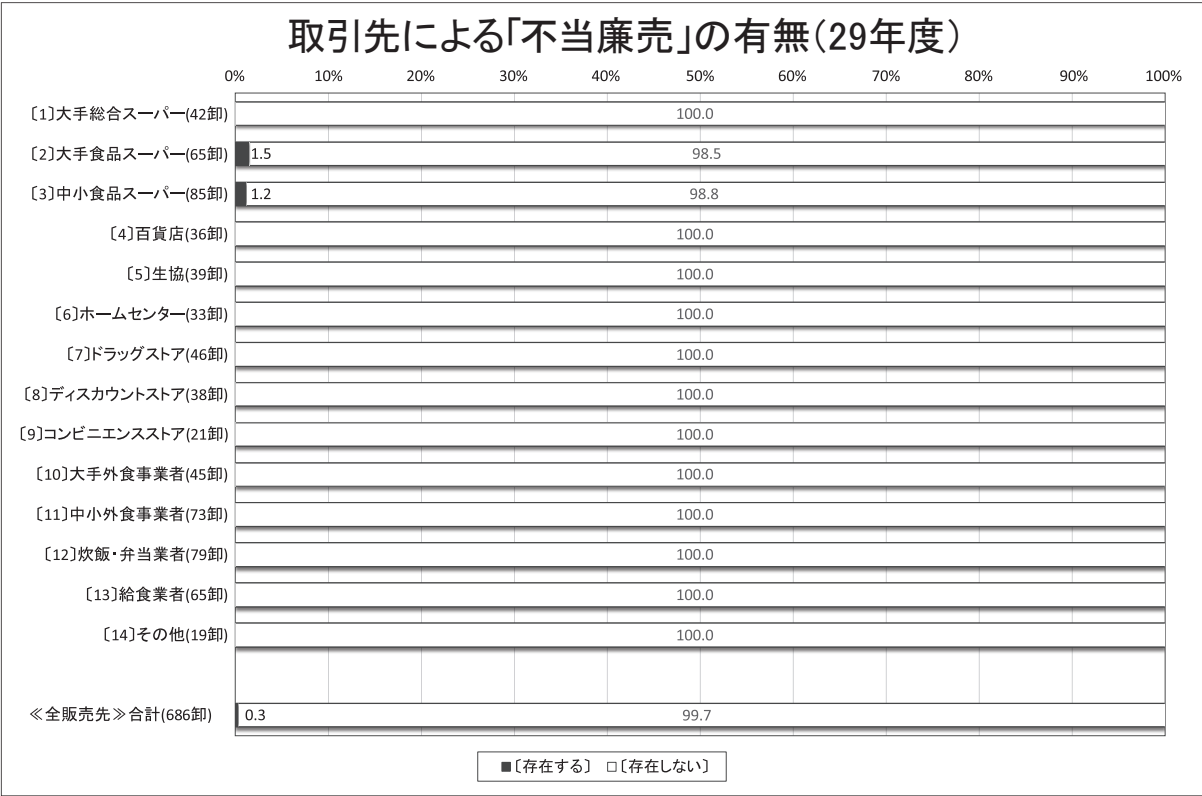 取引先による「不当廉売」の有無（29年度）
0% 10% 20% 30% 40% 50% 60% 70% 80% 90% 100%
〔1〕大手総合スーパー(42卸) 100.0
〔2〕大手食品スーパー(65卸) 1.5 98.5
〔3〕中小食品スーパー(85卸) 1.2 98.8
〔4〕百貨店(36卸) 100.0
〔5〕生協(39卸) 100.0
〔6〕ホームセンター(33卸) 100.0
〔7〕ドラッグストア(46卸) 100.0
〔8〕ディスカウントストア(38卸) 100.0
〔9〕コンビニエンスストア(21卸) 100.0
〔10〕大手外食事業者(45卸) 100.0
〔11〕中小外食事業者(73卸) 100.0
〔12〕炊飯・弁当業者(79卸) 100.0
〔13〕給食業者(65卸) 100.0
〔14〕その他(19卸) 100.0
≪全販売先≫合計(686卸) 0.3 99.7
■〔存在する〕 □〔存在しない〕